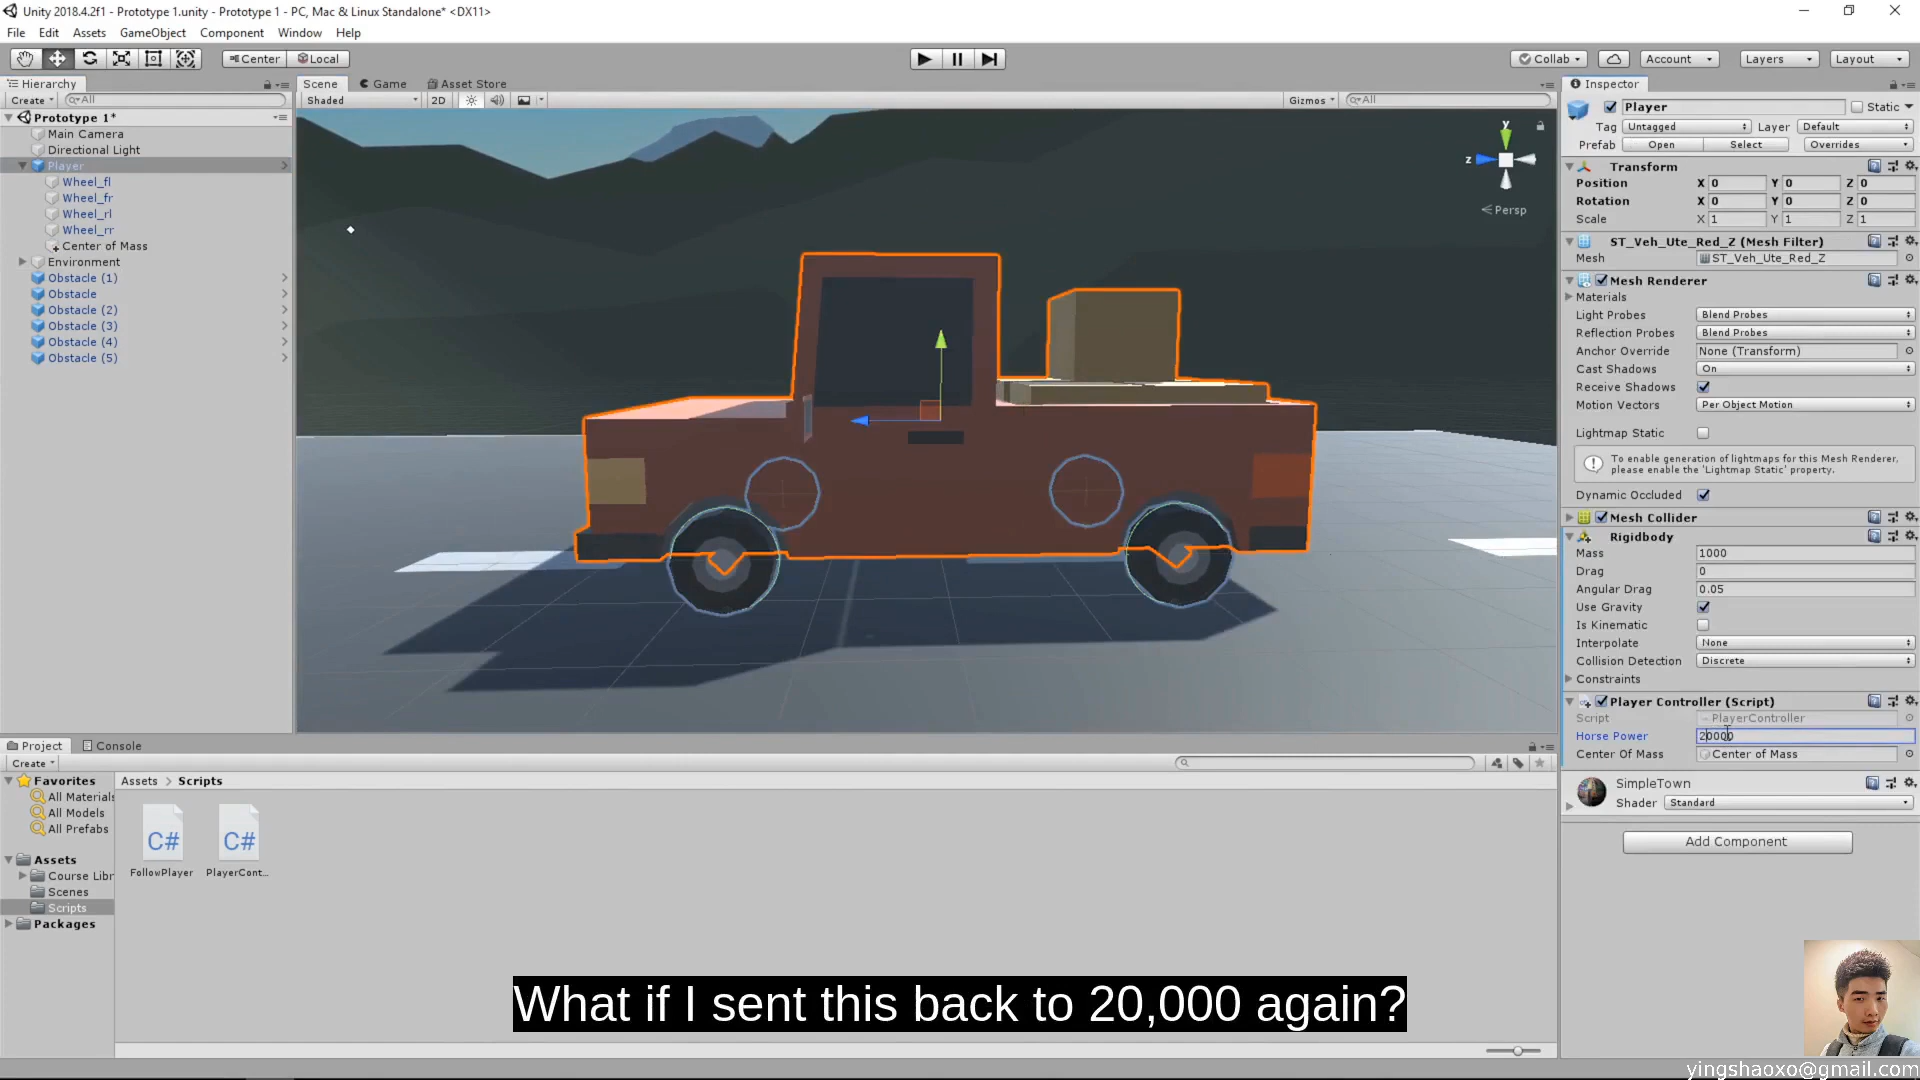 Unity 2018.4.2f1 - Prototype 1.unity - Prototype 1 - PC, Mac & Linux Standalone* <DX11>
File Edit Assets GameObject Component Window Help
Center Local Collab Account Layers Layout
Hierarchy Scene Game Asset Store Inspector
Create All Shaded 2D Gizmos All
Prototype 1*
Main Camera
Directional Light
Player
Wheel_fl
Wheel_fr
Wheel_rl
Wheel_rr
Center of Mass
Environment
Obstacle (1)
Obstacle
Obstacle (2)
Obstacle (3)
Obstacle (4)
Obstacle (5)
y
z
Persp
Player Static
Tag Untagged Layer Default
Prefab Open Select Overrides
Transform
Position X 0 Y 0 Z 0
Rotation X 0 Y 0 Z 0
Scale X 1 Y 1 Z 1
ST_Veh_Ute_Red_Z (Mesh Filter)
Mesh ST_Veh_Ute_Red_Z
Mesh Renderer
Materials
Light Probes Blend Probes
Reflection Probes Blend Probes
Anchor Override None (Transform)
Cast Shadows On
Receive Shadows
Motion Vectors Per Object Motion
Lightmap Static
To enable generation of lightmaps for this Mesh Renderer,
please enable the 'Lightmap Static' property.
Dynamic Occluded
Mesh Collider
Rigidbody
Mass 1000
Drag 0
Angular Drag 0.05
Use Gravity
Is Kinematic
Interpolate None
Collision Detection Discrete
Constraints
Player Controller (Script)
Script PlayerController
Horse Power 20000
Center Of Mass Center of Mass
SimpleTown
Shader Standard
Add Component
Project Console
Create
Favorites
All Materials
All Models
All Prefabs
Assets
Course Libr
Scenes
Scripts
Packages
Assets > Scripts
C# C#
FollowPlayer PlayerCont...
What if I sent this back to 20,000 again?
yingshaoxo@gmail.com